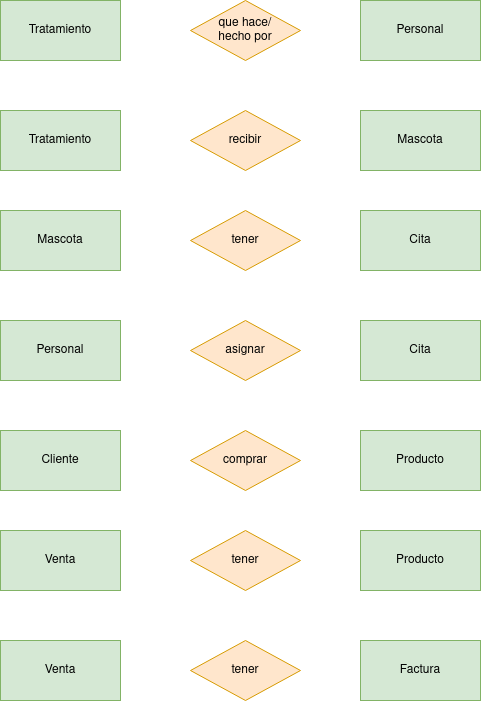 Tratamiento
que hace/
hecho por
Personal
Tratamiento
recibir
Mascota
Mascota
tener
Cita
Personal
asignar
Cita
Cliente
comprar
Producto
Venta
tener
Producto
Venta
tener
Factura